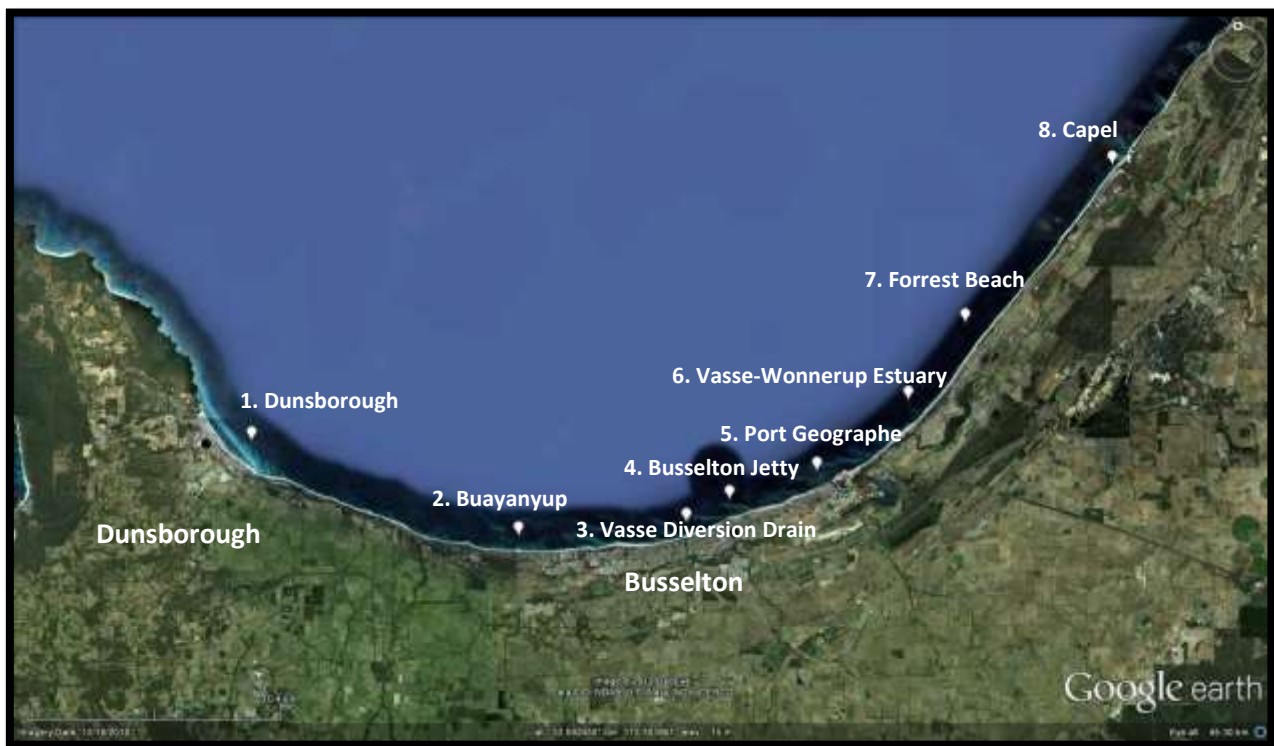 8. Capel
7. Forrest Beach
6. Vasse-Wonnerup Estuary
5. Port Geographe
1. Dunsborough
4. Busselton Jetty
2. Buayanyup
3. Vasse Diversion Drain
Dunsborough
Busselton
Google earth